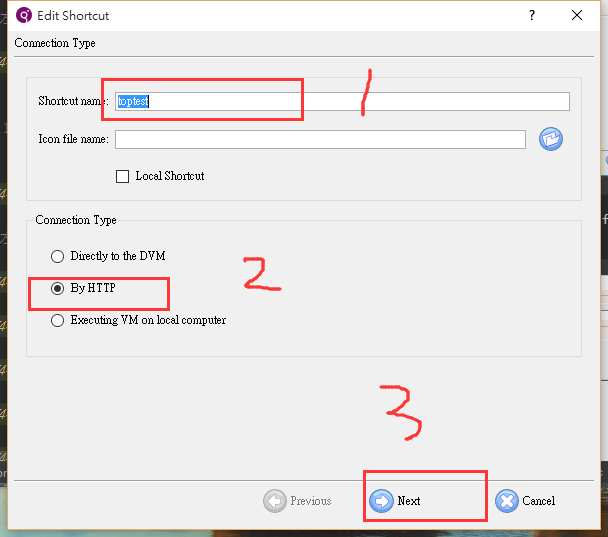 Edit Shortcut
Connection Type
Shortcut name: toptest
1
Icon file name:
Local Shortcut
Connection Type
Directly to the DVM
2
By HTTP
Executing VM on local computer
3
Previous Next Cancel